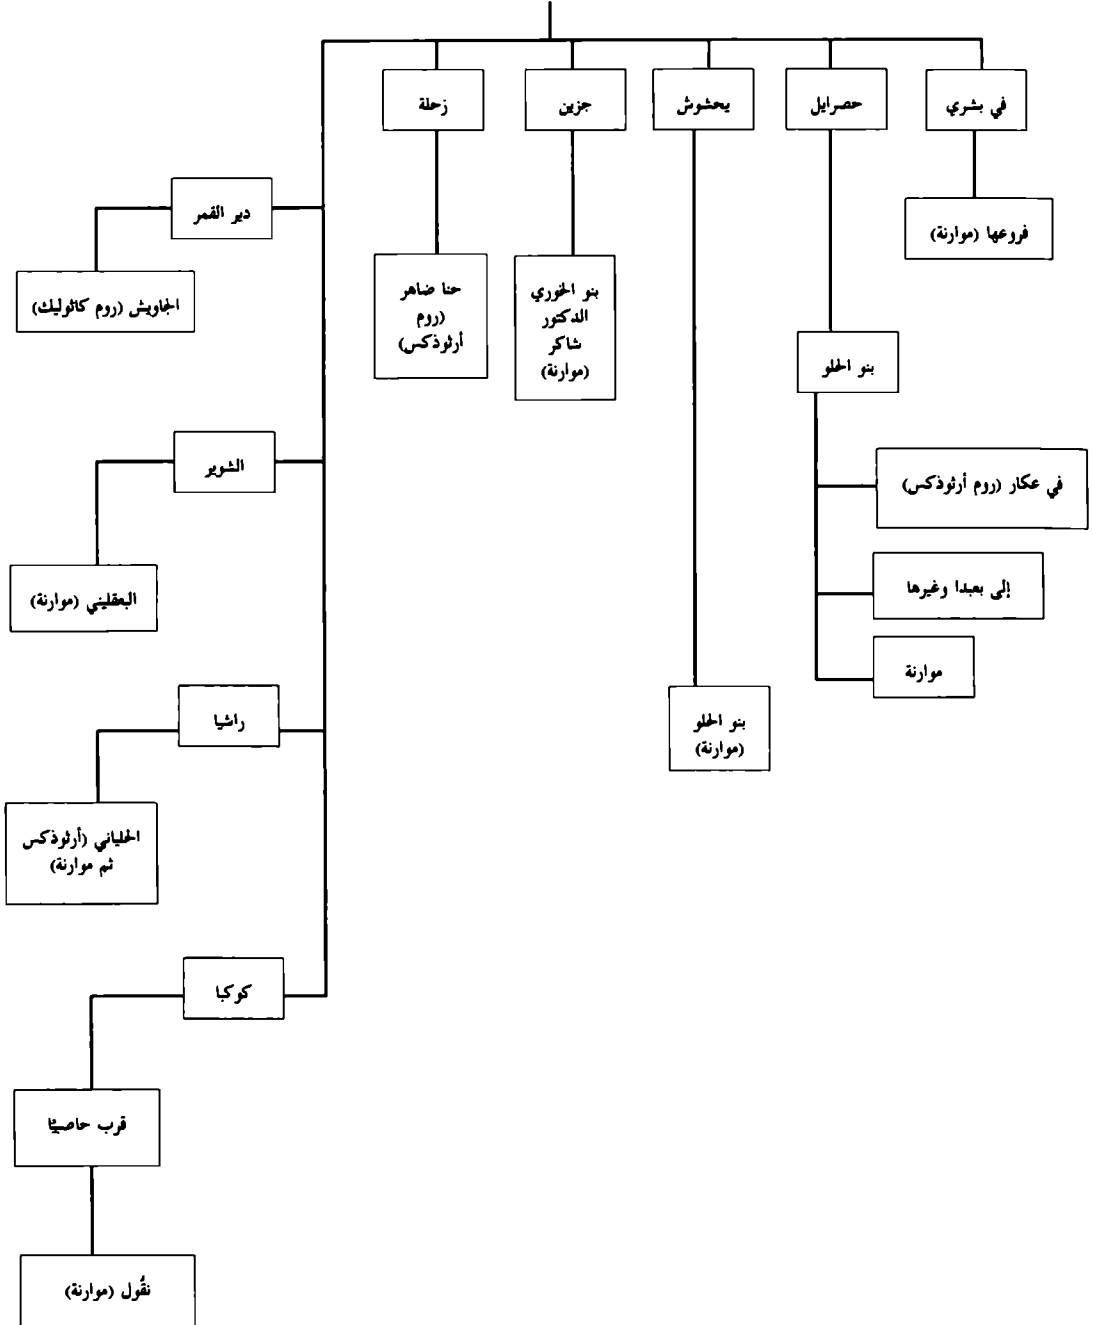 في بشري
حصرايل
يحشوش
جزين
زحلة
فروعها (موارنة)
دير القمر
الجاويش (روم كاثوليك)
حنا ضاهر
(روم
أرثوذكس)
بنو الخوري
الدكتور
شاكر
(موارنة)
بنو الحلو
في عكار (روم أرثوذكس)
إلى بعبدا وغيرها
موارنة
بنو الحلو
(موارنة)
الشوير
البعقليني (موارنة)
راشيا
الحلياني (أرثوذكس
ثم موارنة)
كوكبا
قرب حاصبيّا
نقُول (موارنة)